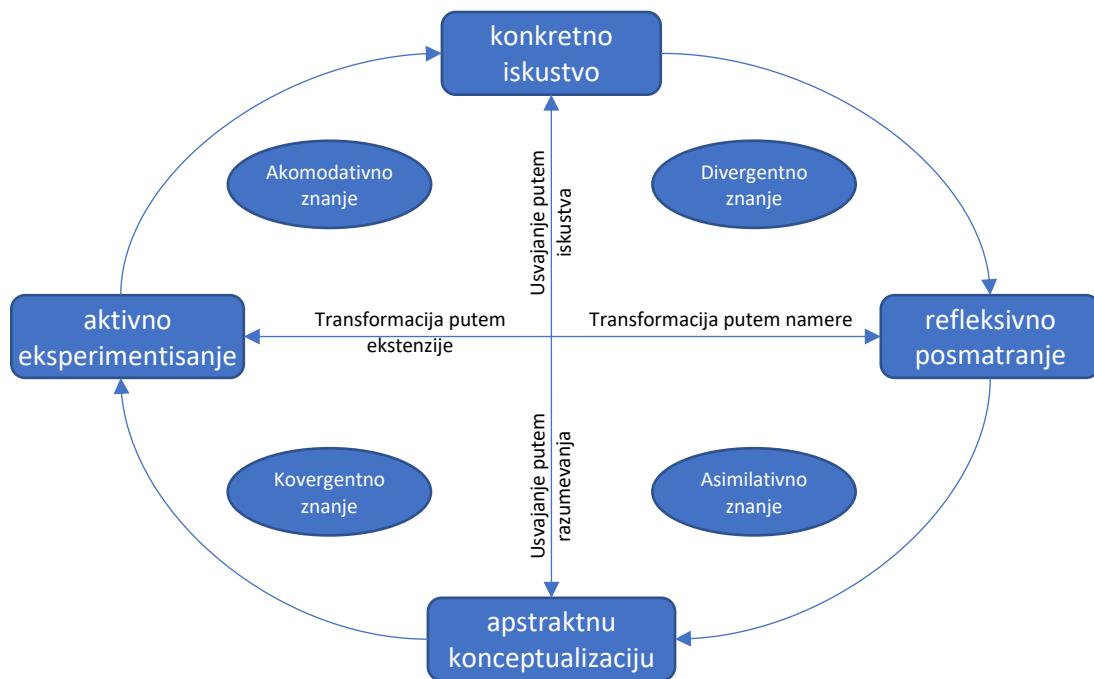 konkretno
iskustvo
Akomodativno
znanje
Divergentno
znanje
Usvajanje putem
iskustva
aktivno
eksperimentisanje
Transformacija putem
ekstenzije
Transformacija putem namere
refleksivno
posmatranje
Usvajanje putem
razumevanja
Kovergentno
znanje
Asimilativno
znanje
apstraktnu
konceptualizaciju